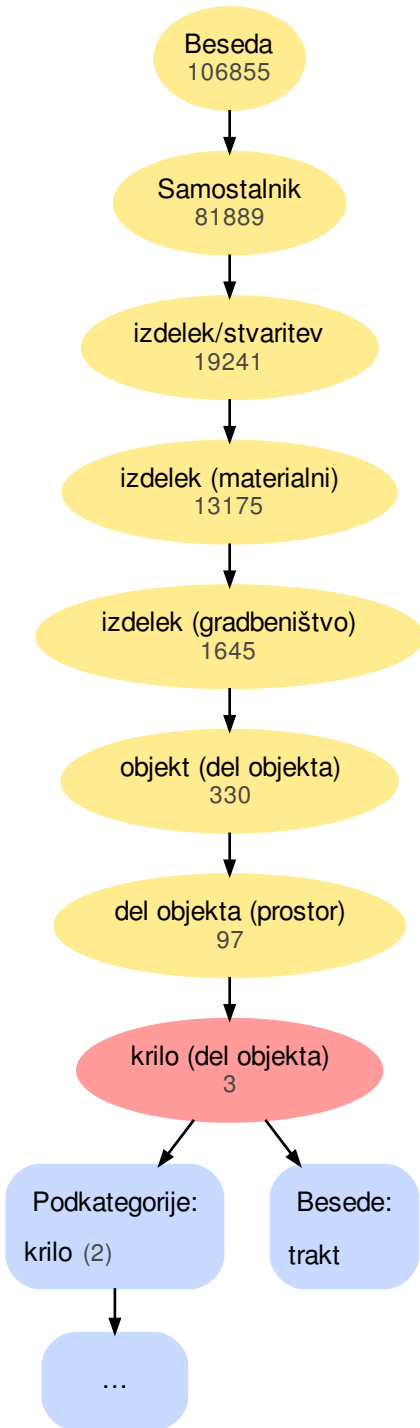 Beseda
106855
Samostalnik
81889
izdelek/stvaritev
19241
izdelek (materialni)
13175
izdelek (gradbeništvo)
1645
objekt (del objekta)
330
del objekta (prostor)
97
krilo (del objekta)
3
Podkategorije:
krilo (2)
Besede:
trakt
...